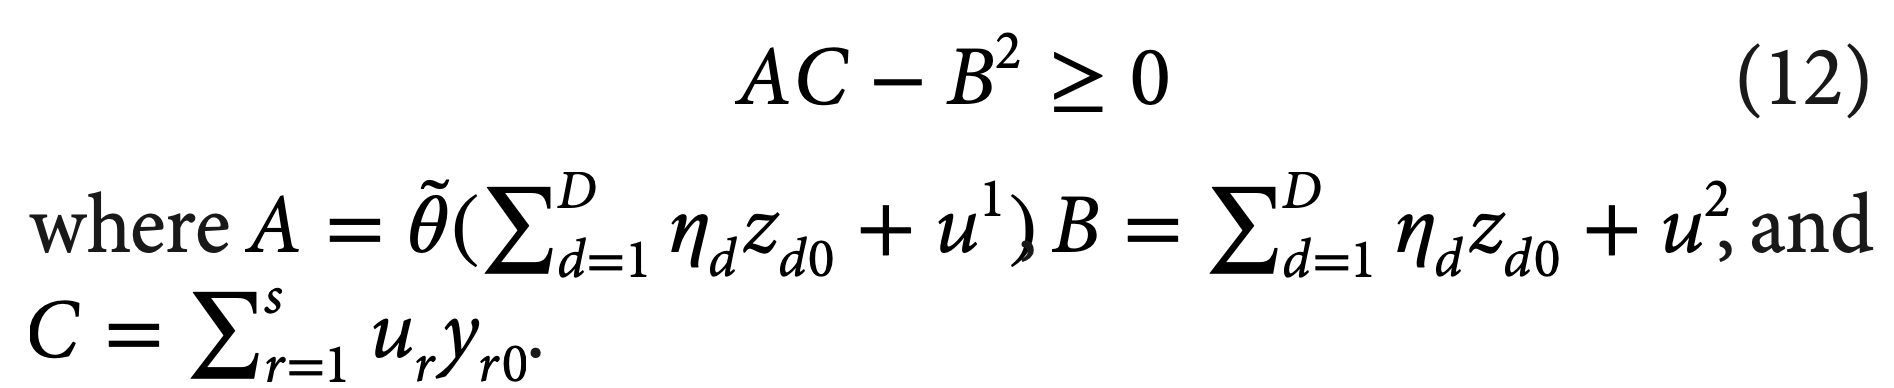 AC − B² ≥ 0 (12)
where A = θ̃(∑_{d=1}^{D} η_d z_{d0} + u¹), B = ∑_{d=1}^{D} η_d z_{d0} + u², and
C = ∑_{r=1}^{s} u_r y_{r0}.